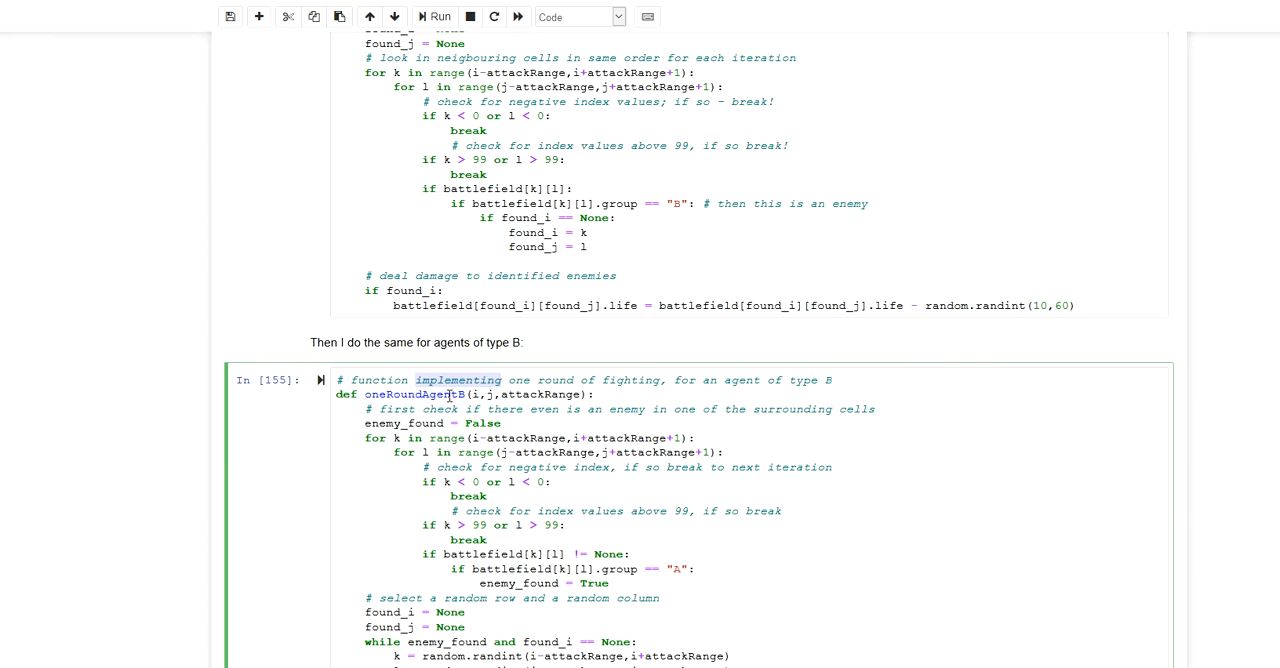 Run
Code
found_j = None
# look in neigbouring cells in same order for each iteration
for k in range(i-attackRange,i+attackRange+1):
for l in range(j-attackRange,j+attackRange+1):
# check for negative index values; if so - break!
if k < 0 or l < 0:
break
# check for index values above 99, if so break!
if k > 99 or l > 99:
break
if battlefield[k][l]:
if battlefield[k][l].group == "B": # then this is an enemy
if found_i == None:
found_i = k
found_j = l
# deal damage to identified enemies
if found_i:
battlefield[found_i][found_j].life = battlefield[found_i][found_j].life - random.randint(10,60)
Then I do the same for agents of type B:
In [155]:
# function implementing one round of fighting, for an agent of type B
def oneRoundAgentB(i,j,attackRange):
# first check if there even is an enemy in one of the surrounding cells
enemy_found = False
for k in range(i-attackRange,i+attackRange+1):
for l in range(j-attackRange,j+attackRange+1):
# check for negative index, if so break to next iteration
if k < 0 or l < 0:
break
# check for index values above 99, if so break
if k > 99 or l > 99:
break
if battlefield[k][l] != None:
if battlefield[k][l].group == "A":
enemy_found = True
# select a random row and a random column
found_i = None
found_j = None
while enemy_found and found_i == None:
k = random.randint(i-attackRange,i+attackRange)